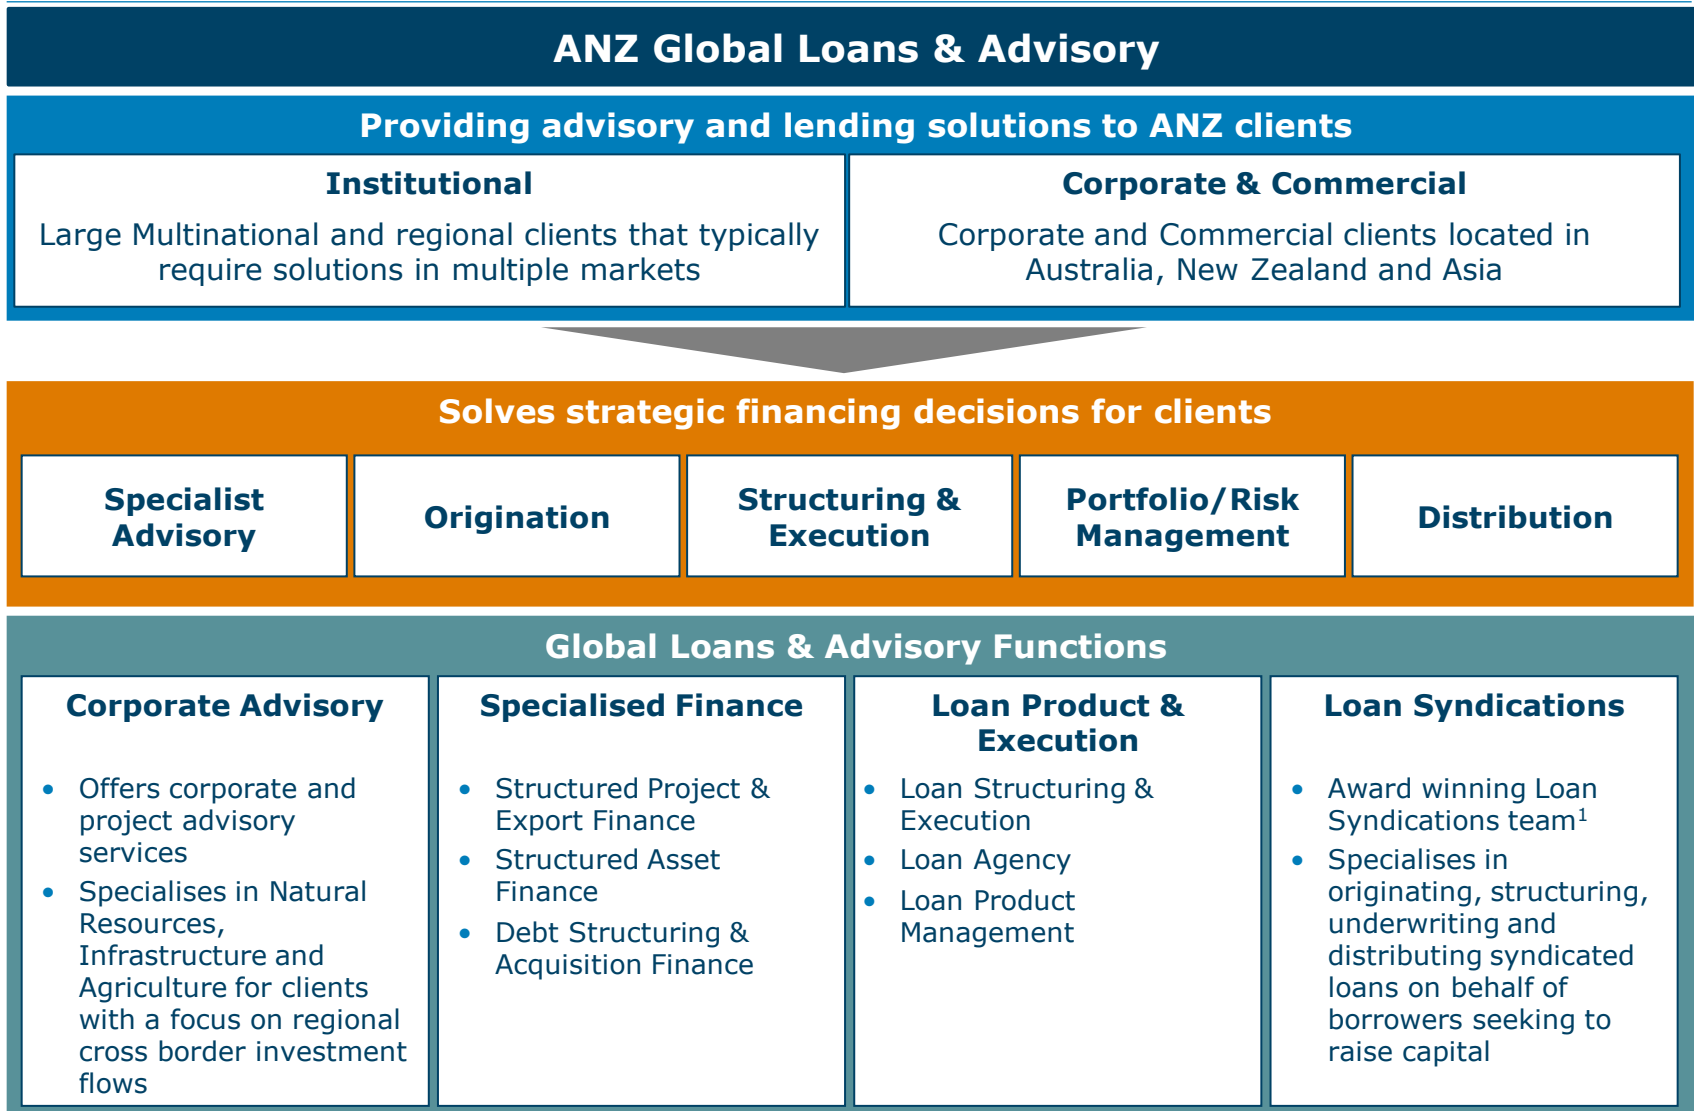 ANZ Global Loans & Advisory
Providing advisory and lending solutions to ANZ clients
Institutional
Large Multinational and regional clients that typically
require solutions in multiple markets
Corporate & Commercial
Corporate and Commercial clients located in
Australia, New Zealand and Asia
Solves strategic financing decisions for clients
Specialist
Advisory
Origination
Structuring &
Execution
Portfolio/Risk
Management
Distribution
Global Loans & Advisory Functions
Corporate Advisory
• Offers corporate and
project advisory
services
• Specialises in Natural
Resources,
Infrastructure and
Agriculture for clients
with a focus on regional
cross border investment
flows
Specialised Finance
• Structured Project &
Export Finance
• Structured Asset
Finance
• Debt Structuring &
Acquisition Finance
Loan Product &
Execution
• Loan Structuring &
Execution
• Loan Agency
• Loan Product
Management
Loan Syndications
• Award winning Loan
Syndications team¹
• Specialises in
originating, structuring,
underwriting and
distributing syndicated
loans on behalf of
borrowers seeking to
raise capital